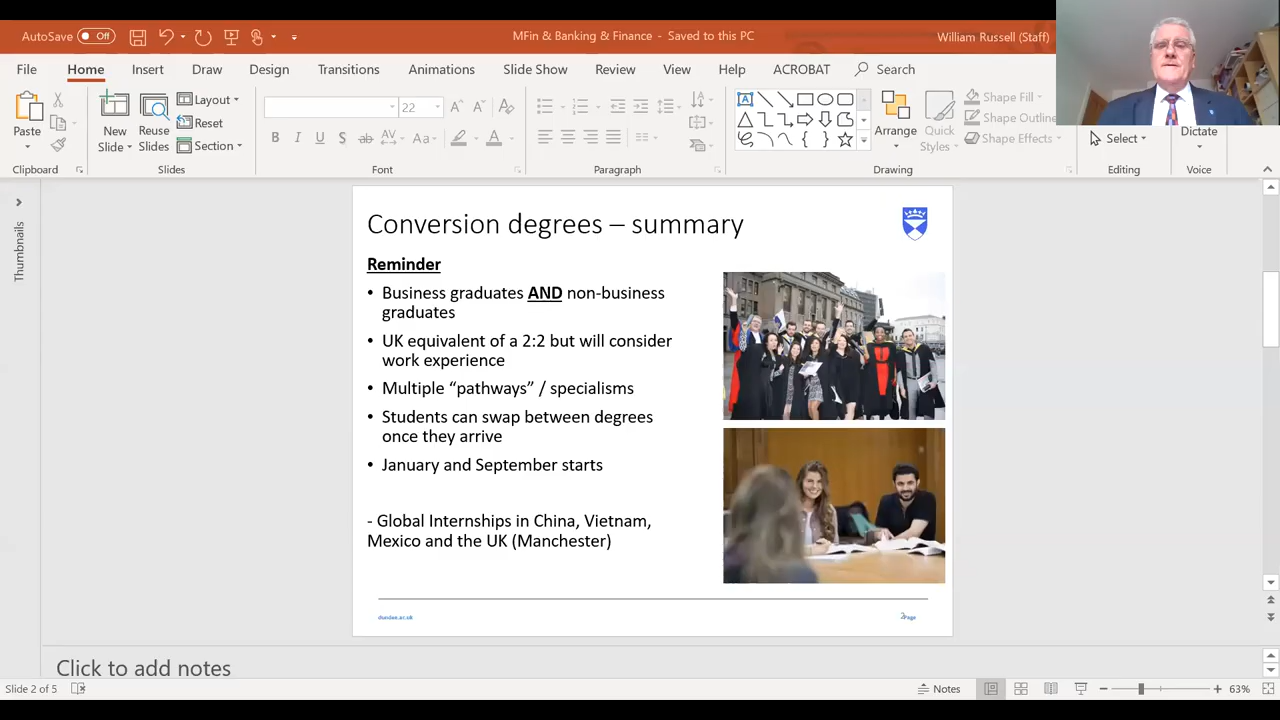 AutoSave Off MFin & Banking & Finance - Saved to this PC William Russell (Staff)
File Home Insert Draw Design Transitions Animations Slide Show Review View Help ACROBAT Search
Paste
New Slide
Reuse Slides
Layout
Reset
Section
22
Aa
Arrange
Quick Styles
Shape Fill
Shape Outline
Shape Effects
Select
Dictate
Clipboard Slides Font Paragraph Drawing Editing Voice
Thumbnails
Conversion degrees – summary
Reminder
• Business graduates AND non-business
graduates
• UK equivalent of a 2:2 but will consider
work experience
• Multiple “pathways” / specialisms
• Students can swap between degrees
once they arrive
• January and September starts
- Global Internships in China, Vietnam,
Mexico and the UK (Manchester)
dundee.ac.uk 2Page
Click to add notes
Slide 2 of 5 Notes 63%